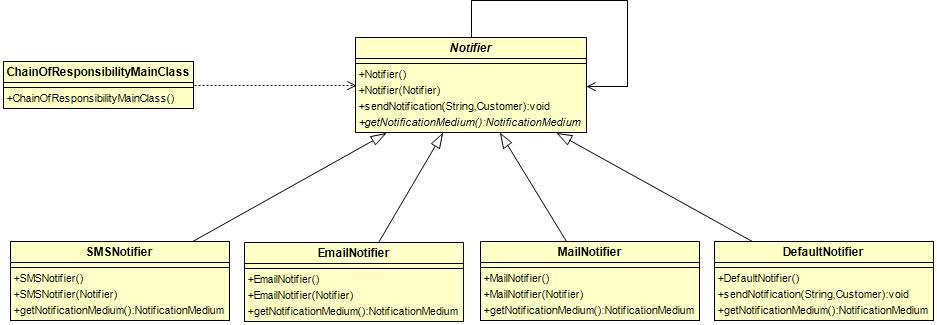 Notifier
+Notifier()
+Notifier(Notifier)
+sendNotification(String,Customer):void
+getNotificationMedium():NotificationMedium
ChainOfResponsibilityMainClass
+ChainOfResponsibilityMainClass()
SMSNotifier
+SMSNotifier()
+SMSNotifier(Notifier)
+getNotificationMedium():NotificationMedium
EmailNotifier
+EmailNotifier()
+EmailNotifier(Notifier)
+getNotificationMedium():NotificationMedium
MailNotifier
+MailNotifier()
+MailNotifier(Notifier)
+getNotificationMedium():NotificationMedium
DefaultNotifier
+DefaultNotifier()
+sendNotification(String,Customer):void
+getNotificationMedium():NotificationMedium